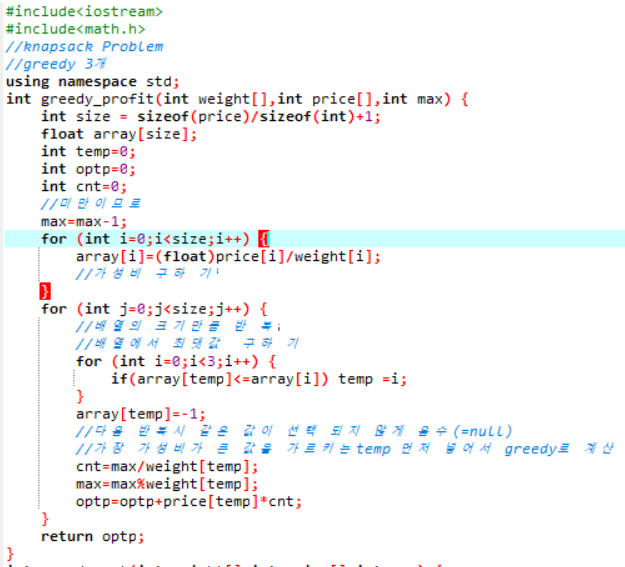 #include<iostream>
#include<math.h>
//knapsack Problem
//greedy 3개
using namespace std;
int greedy_profit(int weight[],int price[],int max) {
    int size = sizeof(price)/sizeof(int)+1;
    float array[size];
    int temp=0;
    int optp=0;
    int cnt=0;
    //미만이므로
    max=max-1;
    for (int i=0;i<size;i++) {
        array[i]=(float)price[i]/weight[i];
        //가성비 구하기
    }
    for (int j=0;j<size;j++) {
        //배열의 크기만큼 반복
        //배열에서 최댓값 구하기
        for (int i=0;i<3;i++) {
            if(array[temp]<=array[i]) temp =i;
        }
        array[temp]=-1;
        //다음 반복시 같은 값이 선택 되지 않게 음수(=null)
        //가장 가성비가 큰 값을 가르키는temp 먼저 넣어서 greedy로 계산
        cnt=max/weight[temp];
        max=max%weight[temp];
        optp=optp+price[temp]*cnt;
    }
    return optp;
}